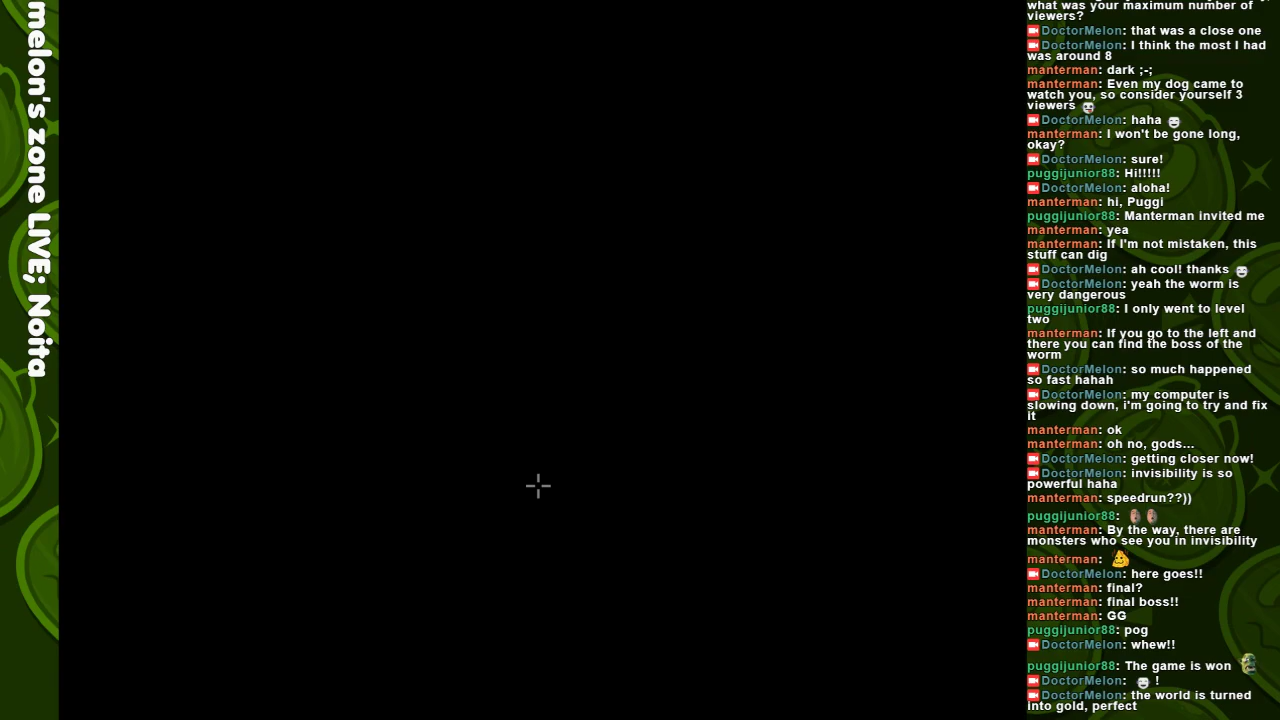 melon's zone LIVE; Noita
what was your maximum number of
viewers?
DoctorMelon: that was a close one
DoctorMelon: I think the most I had
was around 8
manterman: dark ;-;
manterman: Even my dog came to
watch you, so consider yourself 3
viewers
DoctorMelon: haha
manterman: I won't be gone long,
okay?
DoctorMelon: sure!
puggijunior88: Hi!!!!!
DoctorMelon: aloha!
manterman: hi, Puggi
puggijunior88: Manterman invited me
manterman: yea
manterman: If I'm not mistaken, this
stuff can dig
DoctorMelon: ah cool! thanks
DoctorMelon: yeah the worm is
very dangerous
puggijunior88: I only went to level
two
manterman: If you go to the left and
there you can find the boss of the
worm
DoctorMelon: so much happened
so fast hahah
DoctorMelon: my computer is
slowing down, i'm going to try and fix
it
manterman: ok
manterman: oh no, gods...
DoctorMelon: getting closer now!
DoctorMelon: invisibility is so
powerful haha
manterman: speedrun??))
puggijunior88:
manterman: By the way, there are
monsters who see you in invisibility
manterman:
DoctorMelon: here goes!!
manterman: final?
manterman: final boss!!
manterman: GG
puggijunior88: pog
DoctorMelon: whew!!
puggijunior88: The game is won
DoctorMelon: !
DoctorMelon: the world is turned
into gold, perfect